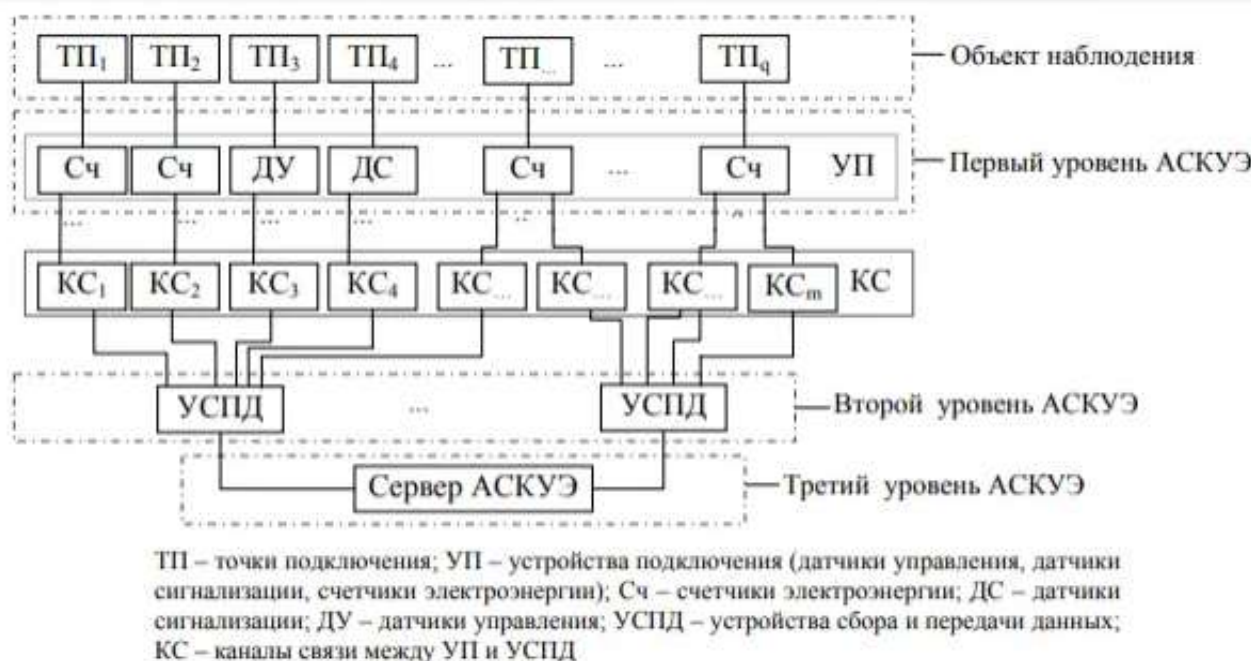 ТП₁ ТП₂ ТП₃ ТП₄ ... ТП... ... ТПq
Объект наблюдения
Сч Сч ДУ ДС Сч ... Сч УП
Первый уровень АСКУЭ
... ... ... ... .. ..
КС₁ КС₂ КС₃ КС₄ КС... КС... КС... КСm КС
УСПД ... УСПД
Второй уровень АСКУЭ
Сервер АСКУЭ
Третий уровень АСКУЭ
ТП – точки подключения; УП – устройства подключения (датчики управления, датчики
сигнализации, счетчики электроэнергии); Сч – счетчики электроэнергии; ДС – датчики
сигнализации; ДУ – датчики управления; УСПД – устройства сбора и передачи данных;
КС – каналы связи между УП и УСПД